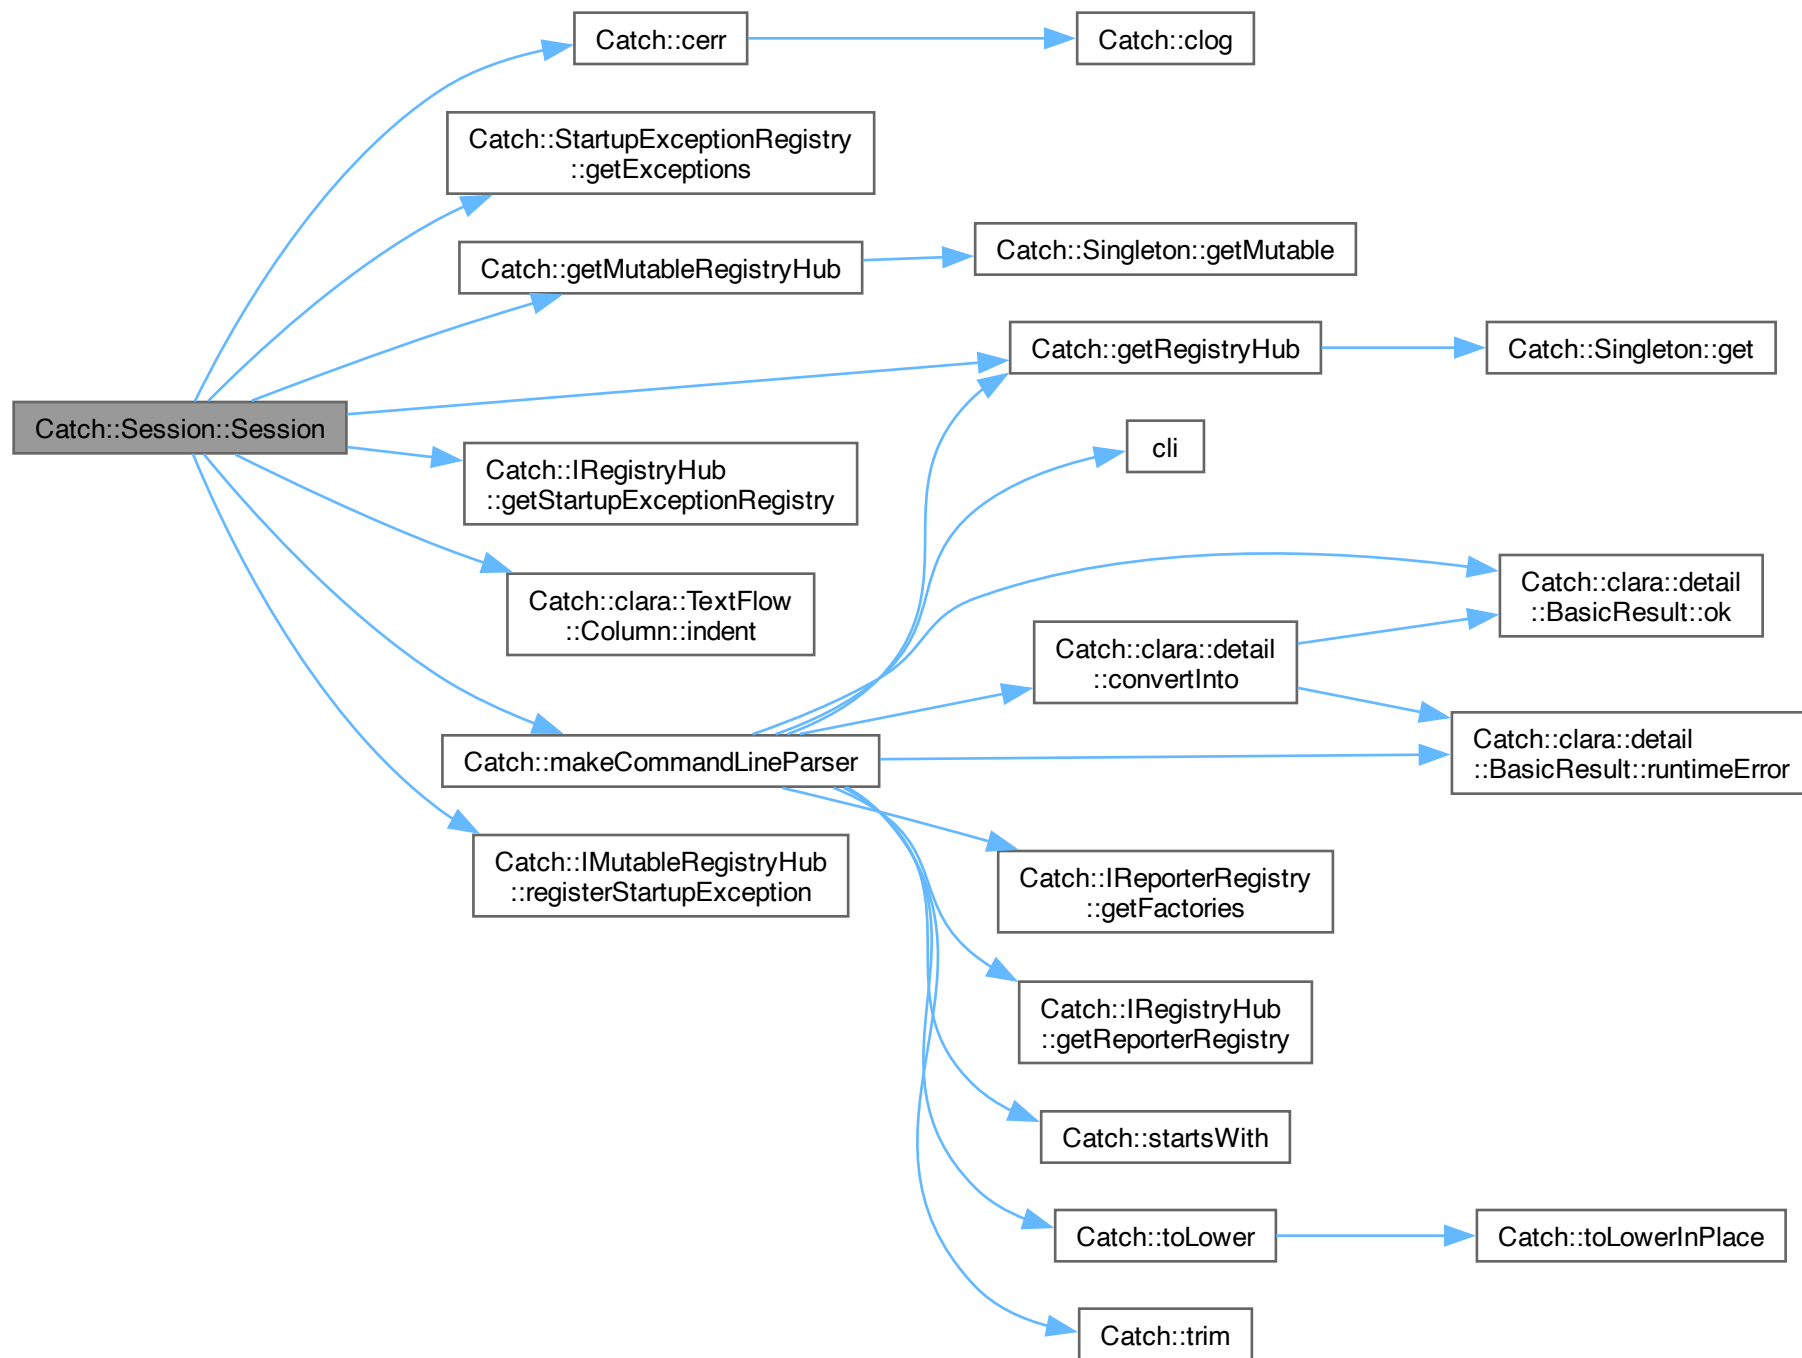 Catch::cerr
Catch::clog
Catch::StartupExceptionRegistry
::getExceptions
Catch::getMutableRegistryHub
Catch::Singleton::getMutable
Catch::getRegistryHub
Catch::Singleton::get
Catch::Session::Session
cli
Catch::IRegistryHub
::getStartupExceptionRegistry
Catch::clara::TextFlow
::Column::indent
Catch::clara::detail
::BasicResult::ok
Catch::clara::detail
::convertInto
Catch::clara::detail
::BasicResult::runtimeError
Catch::makeCommandLineParser
Catch::IMutableRegistryHub
::registerStartupException
Catch::IReporterRegistry
::getFactories
Catch::IRegistryHub
::getReporterRegistry
Catch::startsWith
Catch::toLower
Catch::toLowerInPlace
Catch::trim